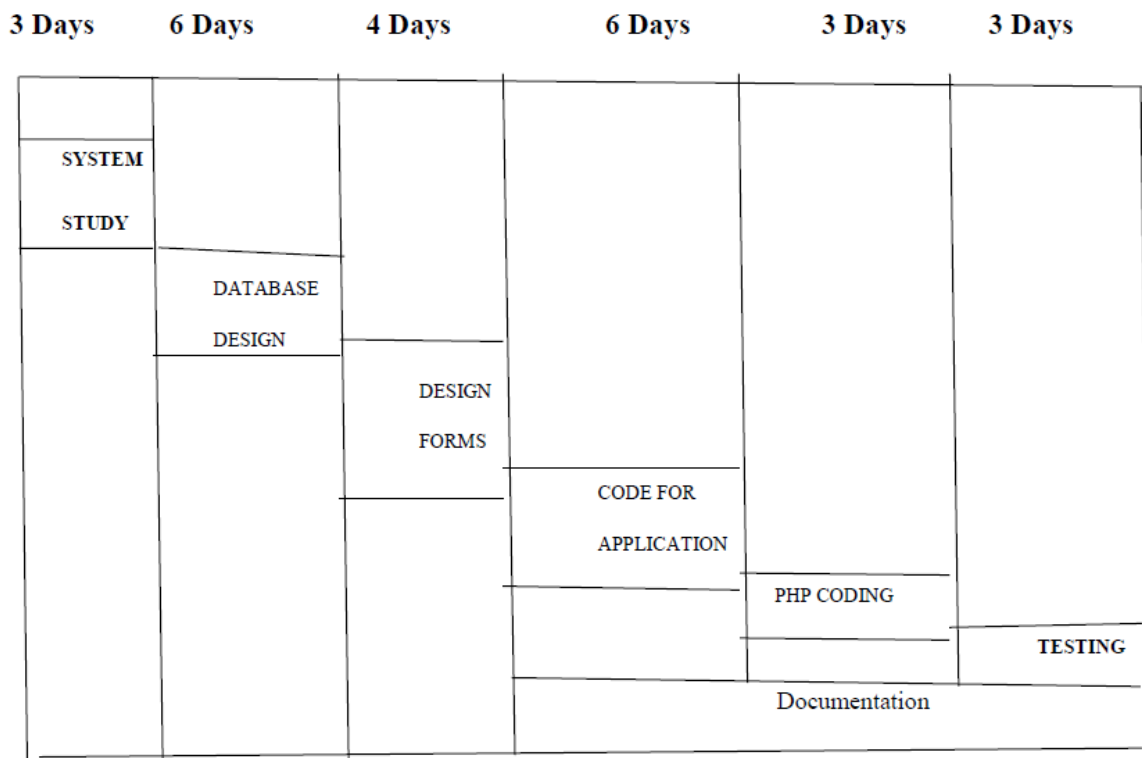 3 Days 6 Days 4 Days 6 Days 3 Days 3 Days
SYSTEM
STUDY
DATABASE
DESIGN
DESIGN
FORMS
CODE FOR
APPLICATION
PHP CODING
TESTING
Documentation